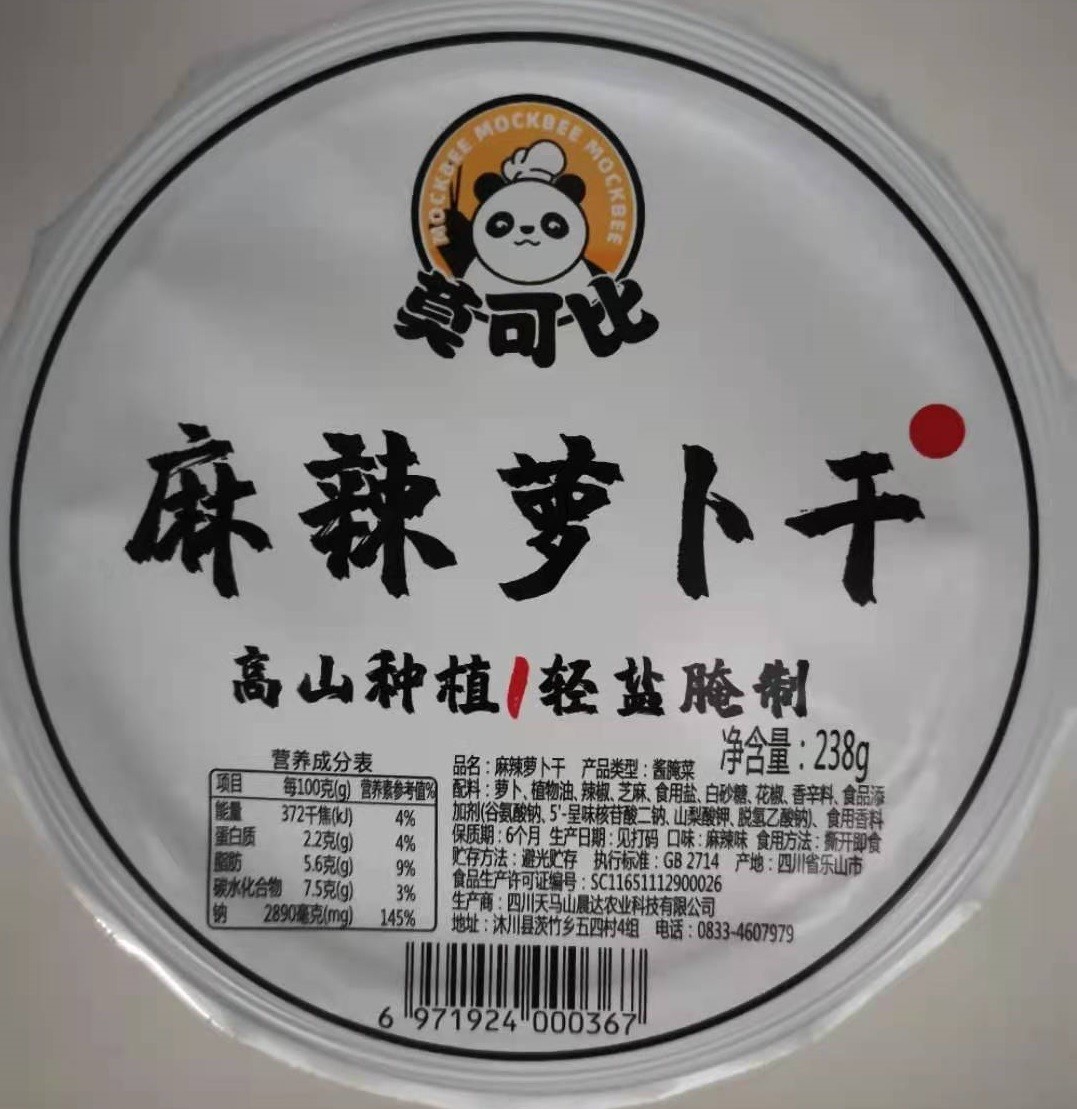 MOCKBEE MOCKBEE MOCKBEE
莫可比
麻辣萝卜干
高山种植/轻盐腌制
净含量：238g
营养成分表
项目 每100克(g) 营养素参考值%
能量 372千焦(kJ) 4%
蛋白质 2.2克(g) 4%
脂肪 5.6克(g) 9%
碳水化合物 7.5克(g) 3%
钠 2890毫克(mg) 145%
品名：麻辣萝卜干 产品类型：酱腌菜
配料：萝卜、植物油、辣椒、芝麻、食用盐、白砂糖、花椒、香辛料、食品添
加剂(谷氨酸钠、5'-呈味核苷酸二钠、山梨酸钾、脱氢乙酸钠)、食用香料
保质期：6个月 生产日期：见打码 口味：麻辣味 食用方法：撕开即食
贮存方法：避光贮存 执行标准：GB 2714 产地：四川省乐山市
食品生产许可证编号：SC11651112900026
生产商：四川天马山晨达农业科技有限公司
地址：沐川县茨竹乡五四村4组 电话：0833-4607979
6 971924 000367